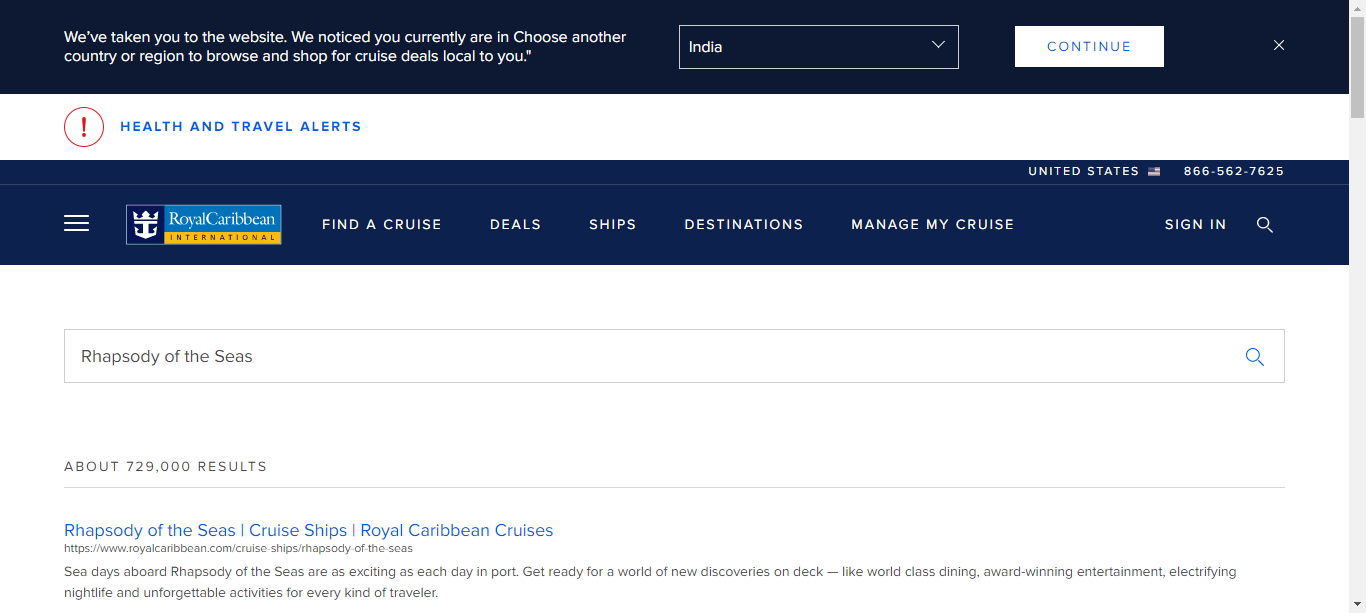 We've taken you to the website. We noticed you currently are in Choose another
country or region to browse and shop for cruise deals local to you."
India
CONTINUE
HEALTH AND TRAVEL ALERTS
UNITED STATES
866-562-7625
RoyalCaribbean
INTERNATIONAL
FIND A CRUISE
DEALS
SHIPS
DESTINATIONS
MANAGE MY CRUISE
SIGN IN
Rhapsody of the Seas
ABOUT 729,000 RESULTS
Rhapsody of the Seas | Cruise Ships | Royal Caribbean Cruises
https://www.royalcaribbean.com/cruise-ships/rhapsody-of-the-seas
Sea days aboard Rhapsody of the Seas are as exciting as each day in port. Get ready for a world of new discoveries on deck — like world class dining, award-winning entertainment, electrifying
nightlife and unforgettable activities for every kind of traveler.